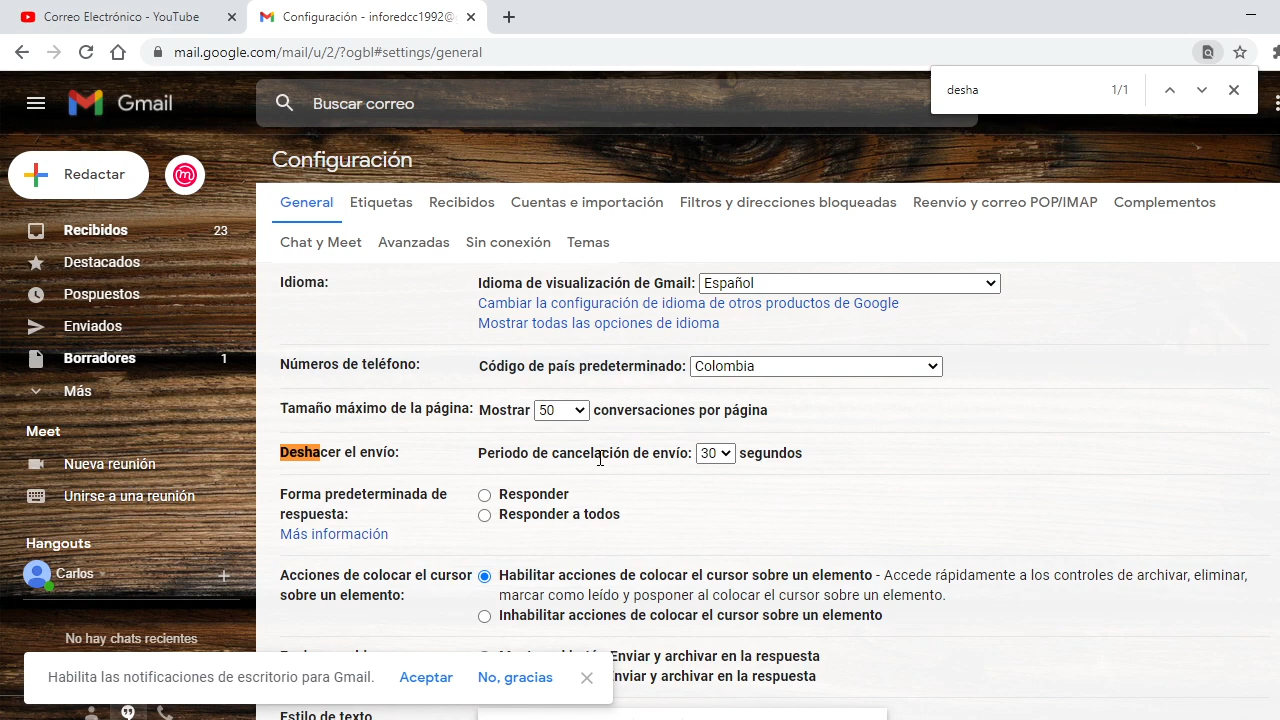 Correo Electrónico - YouTube
Configuración - inforedcc1992@
mail.google.com/mail/u/2/?ogbl#settings/general
desha 1/1
Gmail
Buscar correo
Configuración
Redactar
General Etiquetas Recibidos Cuentas e importación Filtros y direcciones bloqueadas Reenvío y correo POP/IMAP Complementos
Chat y Meet Avanzadas Sin conexión Temas
Recibidos 23
Destacados
Pospuestos
Enviados
Borradores 1
Más
Meet
Nueva reunión
Unirse a una reunión
Hangouts
Carlos
No hay chats recientes
Idioma: Idioma de visualización de Gmail: Español
Cambiar la configuración de idioma de otros productos de Google
Mostrar todas las opciones de idioma
Números de teléfono: Código de país predeterminado: Colombia
Tamaño máximo de la página: Mostrar 50 conversaciones por página
Deshacer el envío: Periodo de cancelación de envío: 30 segundos
Forma predeterminada de respuesta: Responder
Responder a todos
Más información
Acciones de colocar el cursor sobre un elemento: Habilitar acciones de colocar el cursor sobre un elemento - Accede rápidamente a los controles de archivar, eliminar,
marcar como leído y posponer al colocar el cursor sobre un elemento.
Inhabilitar acciones de colocar el cursor sobre un elemento
Enviar y archivar en la respuesta
nviar y archivar en la respuesta
Habilita las notificaciones de escritorio para Gmail. Aceptar No, gracias
Estilo de texto